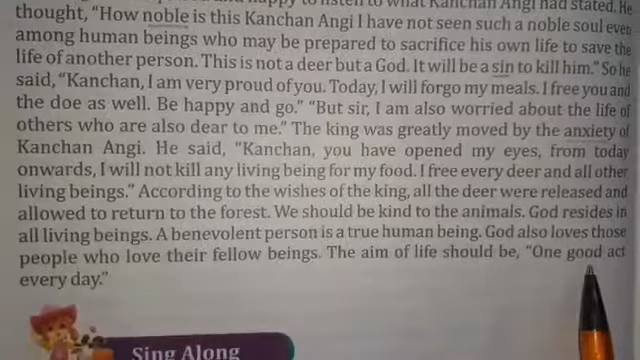 to listen to what Kanchan Angi had stated. He
thought, “How noble is this Kanchan Angi I have not seen such a noble soul even
among human beings who may be prepared to sacrifice his own life to save the
life of another person. This is not a deer but a God. It will be a sin to kill him.” So he
said, “Kanchan, I am very proud of you. Today, I will forgo my meals. I free you and
the doe as well. Be happy and go.” “But sir, I am also worried about the life of
others who are also dear to me.” The king was greatly moved by the anxiety of
Kanchan Angi. He said, “Kanchan, you have opened my eyes, from today
onwards, I will not kill any living being for my food. I free every deer and all other
living beings.” According to the wishes of the king, all the deer were released and
allowed to return to the forest. We should be kind to the animals. God resides in
all living beings. A benevolent person is a true human being. God also loves those
people who love their fellow beings. The aim of life should be, “One good act
every day.”
Sing Along